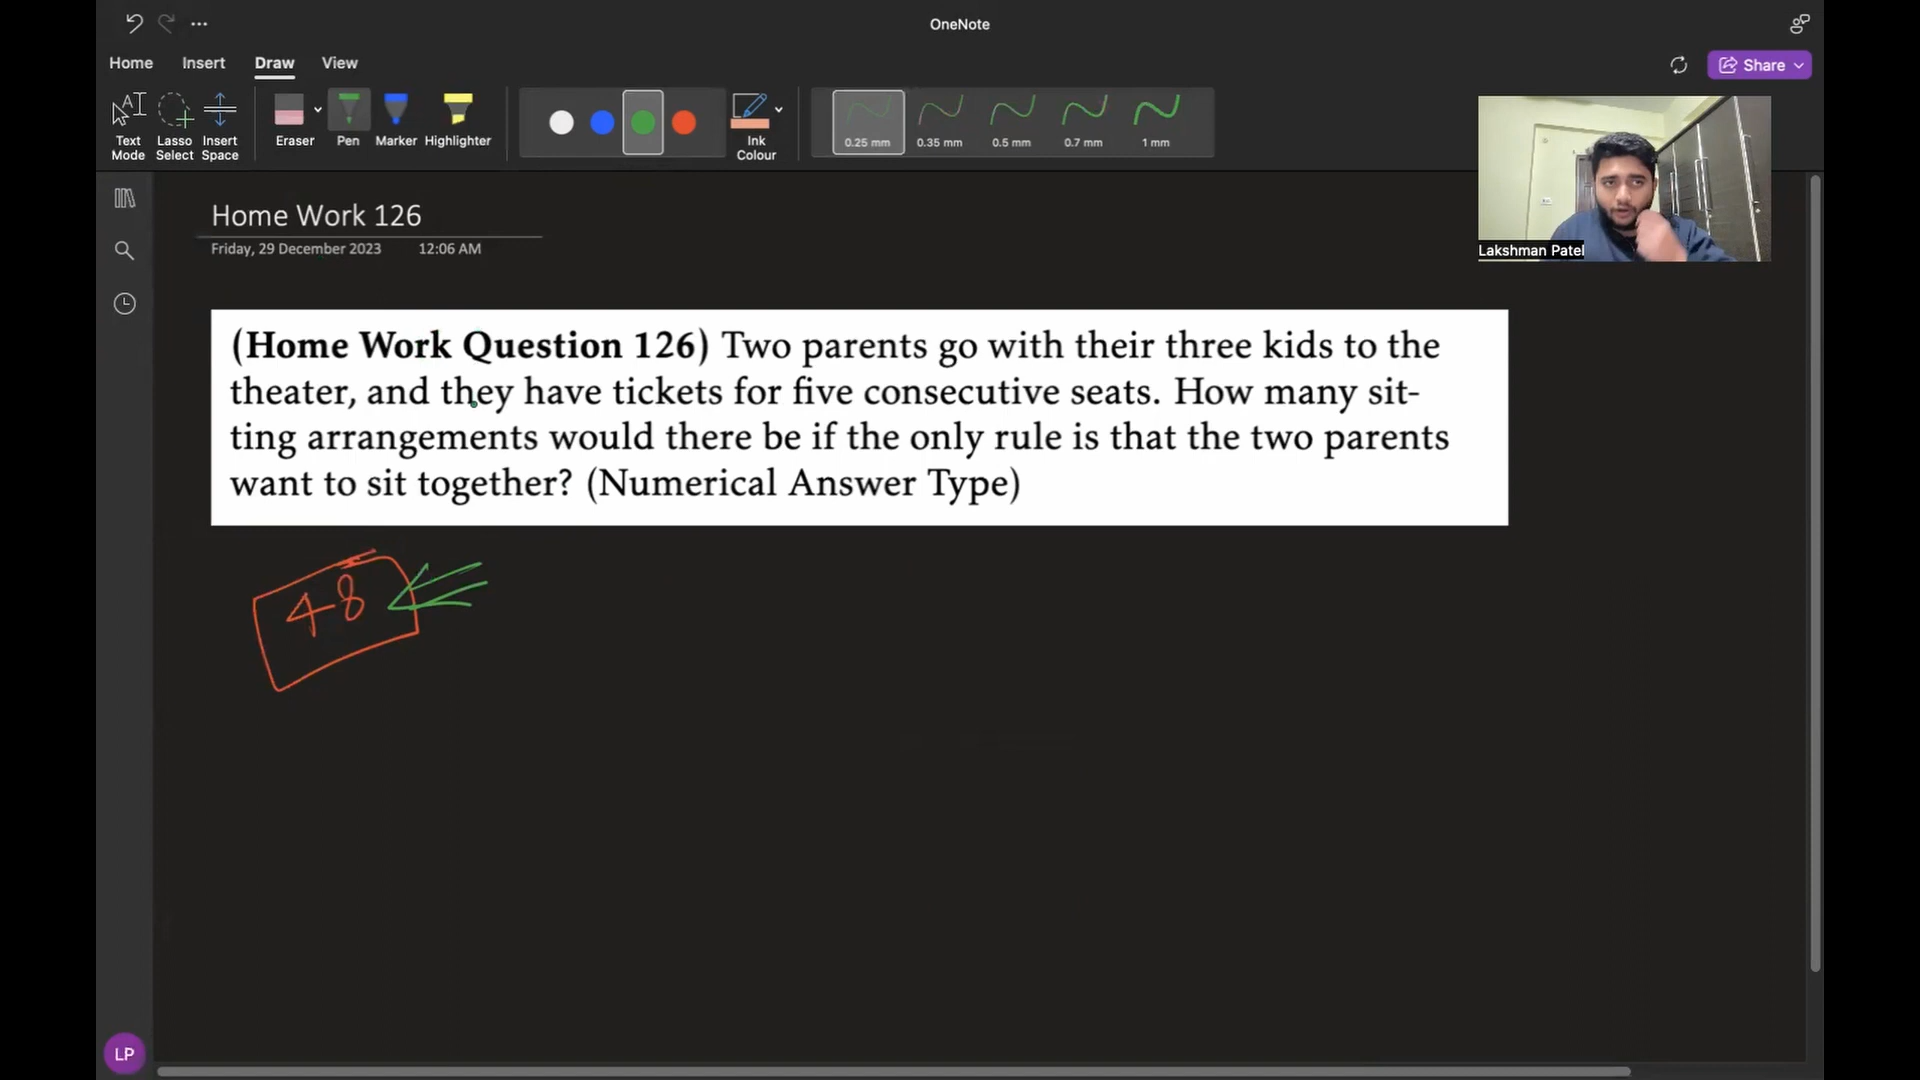 OneNote
Home Insert Draw View
Share
Text Mode
Lasso Select
Insert Space
Eraser
Pen
Marker
Highlighter
Ink Colour
0.25 mm
0.35 mm
0.5 mm
0.7 mm
1 mm
Lakshman Patel
Home Work 126
Friday, 29 December 2023 12:06 AM
(Home Work Question 126) Two parents go with their three kids to the
theater, and they have tickets for five consecutive seats. How many sit-
ting arrangements would there be if the only rule is that the two parents
want to sit together? (Numerical Answer Type)
48
LP